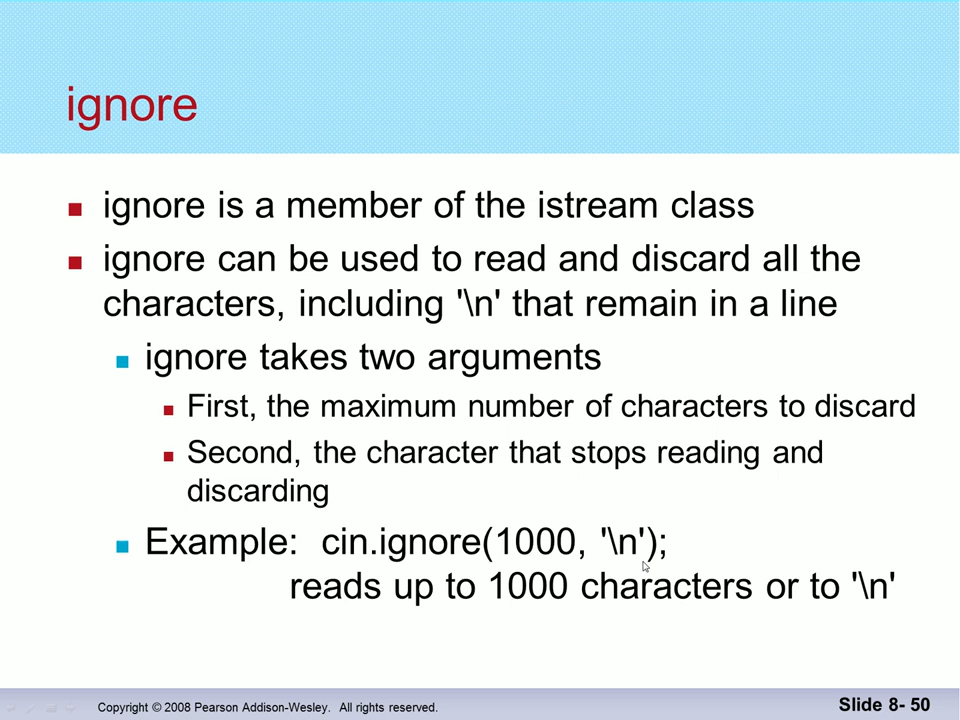 ignore
ignore is a member of the istream class
ignore can be used to read and discard all the
characters, including '\n' that remain in a line
ignore takes two arguments
First, the maximum number of characters to discard
Second, the character that stops reading and
discarding
Example:  cin.ignore(1000, '\n');
reads up to 1000 characters or to '\n'
Copyright © 2008 Pearson Addison-Wesley.  All rights reserved.
Slide 8- 50